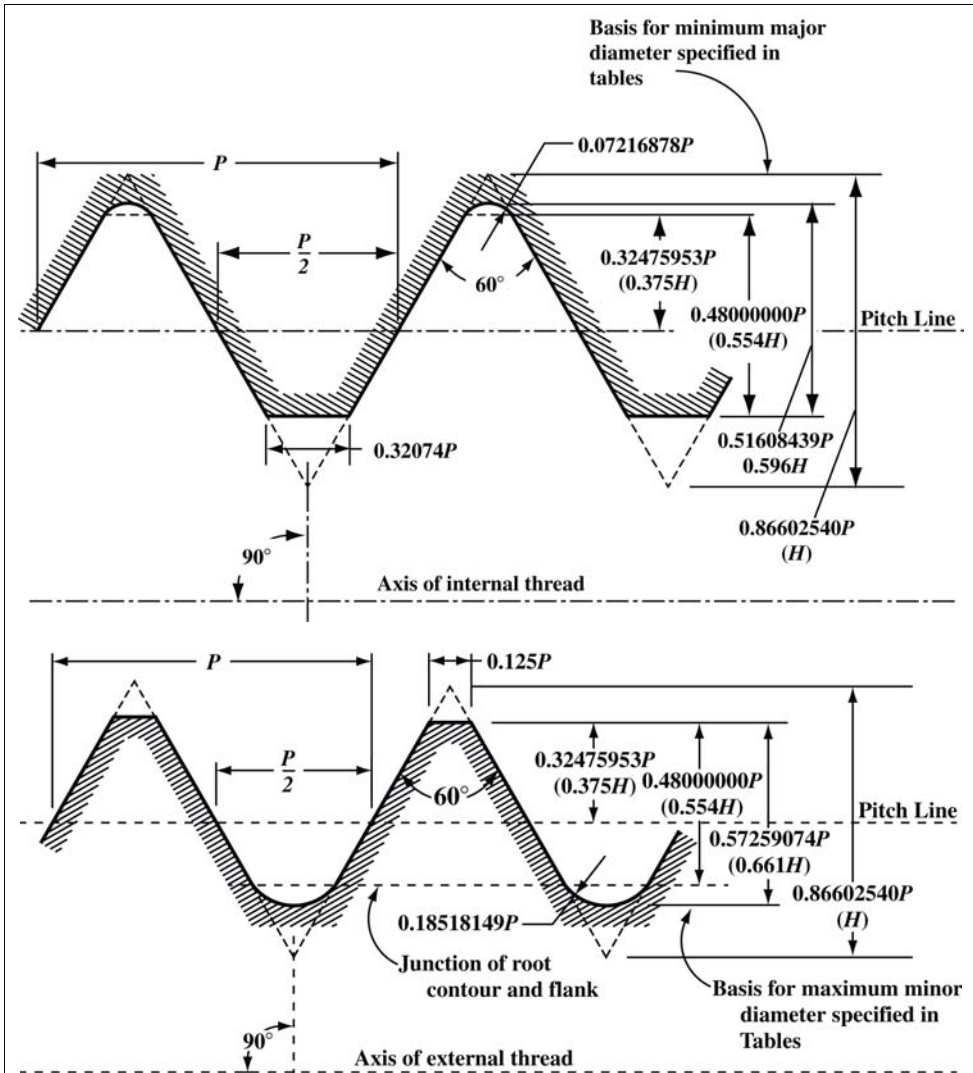 Basis for minimum major
diameter specified in
tables
P
0.07216878P
P
2
60°
0.32475953P
(0.375H)
0.48000000P
(0.554H)
Pitch Line
0.32074P
0.51608439P
0.596H
0.86602540P
(H)
90°
Axis of internal thread
P
0.125P
P
2
60°
0.32475953P
(0.375H)
0.48000000P
(0.554H)
Pitch Line
0.57259074P
(0.661H)
0.86602540P
(H)
0.18518149P
Junction of root
contour and flank
Basis for maximum minor
diameter specified in
Tables
90°
Axis of external thread